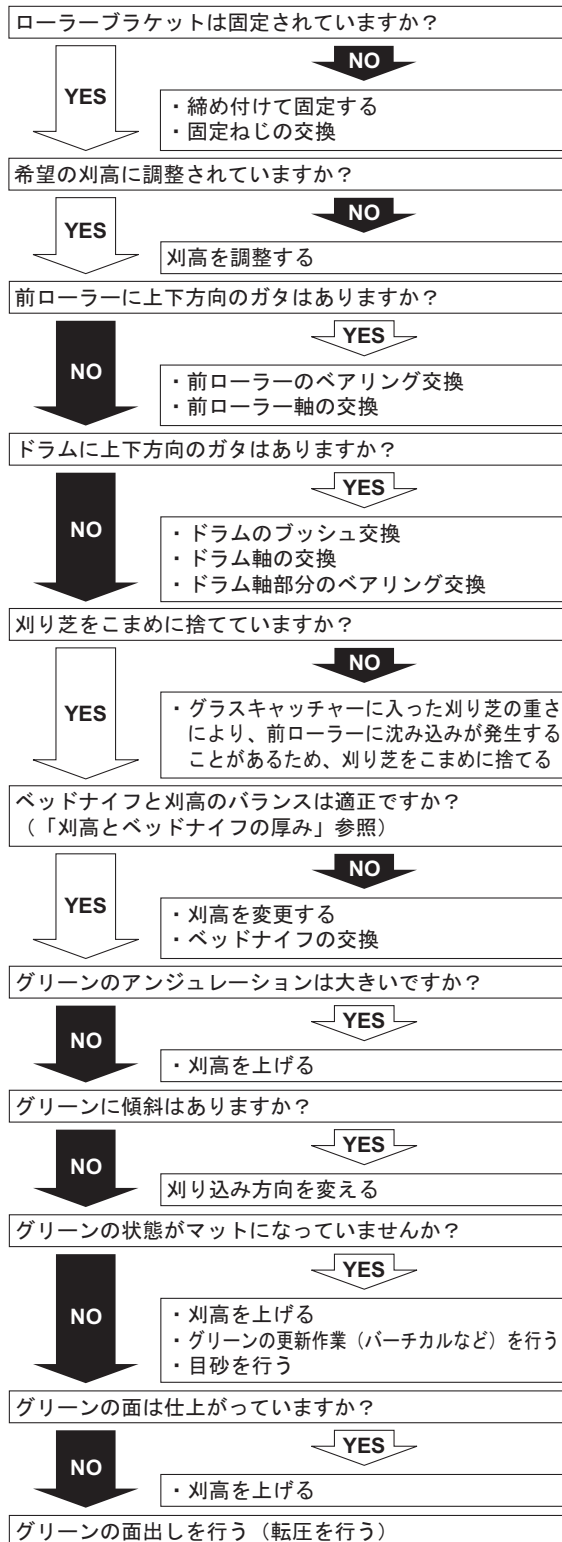 ローラーブラケットは固定されていますか？
NO
YES
・締め付けて固定する
・固定ねじの交換
希望の刈高に調整されていますか？
NO
YES
刈高を調整する
前ローラーに上下方向のガタはありますか？
YES
NO
・前ローラーのベアリング交換
・前ローラー軸の交換
ドラムに上下方向のガタはありますか？
YES
NO
・ドラムのブッシュ交換
・ドラム軸の交換
・ドラム軸部分のベアリング交換
刈り芝をこまめに捨てていますか？
NO
YES
・グラスキャッチャーに入った刈り芝の重さ
により、前ローラーに沈み込みが発生する
ことがあるため、刈り芝をこまめに捨てる
ベッドナイフと刈高のバランスは適正ですか？
（「刈高とベッドナイフの厚み」参照）
NO
YES
・刈高を変更する
・ベッドナイフの交換
グリーンのアンジュレーションは大きいですか？
YES
NO
・刈高を上げる
グリーンに傾斜はありますか？
YES
NO
刈り込み方向を変える
グリーンの状態がマットになっていませんか？
YES
NO
・刈高を上げる
・グリーンの更新作業（バーチカルなど）を行う
・目砂を行う
グリーンの面は仕上がっていますか？
YES
NO
・刈高を上げる
グリーンの面出しを行う（転圧を行う）